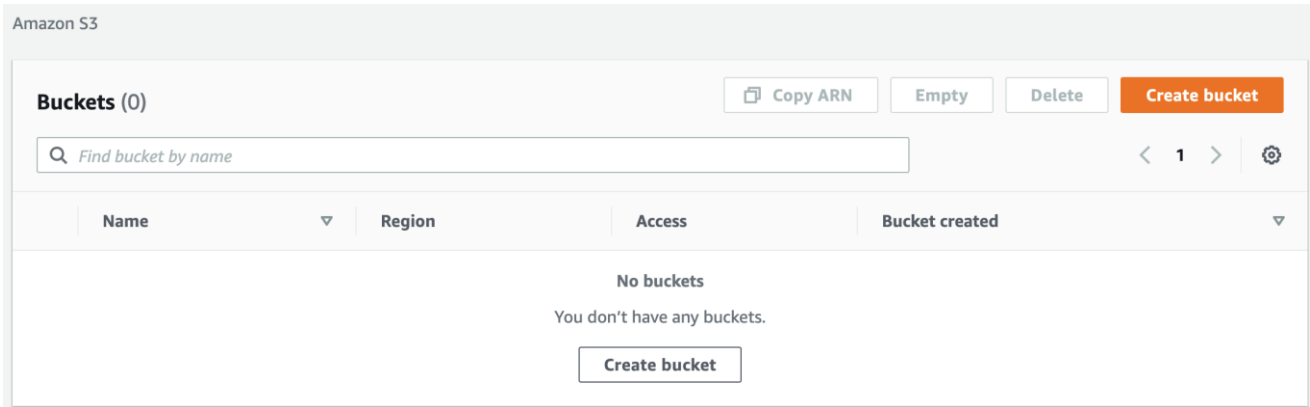 Amazon S3
Buckets (0)
Copy ARN
Empty
Delete
Create bucket
Find bucket by name
1
Name
Region
Access
Bucket created
No buckets
You don't have any buckets.
Create bucket